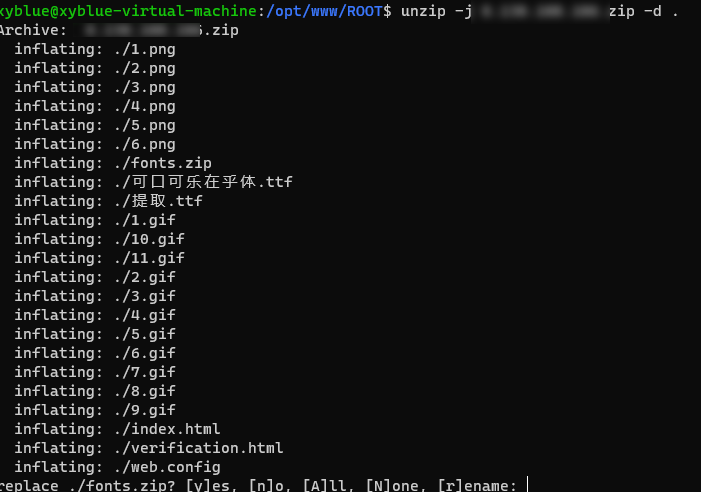 xyblue@xyblue-virtual-machine:/opt/www/ROOT$ unzip -j zip -d .
Archive: .zip
inflating: ./1.png
inflating: ./2.png
inflating: ./3.png
inflating: ./4.png
inflating: ./5.png
inflating: ./6.png
inflating: ./fonts.zip
inflating: ./可口可乐在乎体.ttf
inflating: ./提取.ttf
inflating: ./1.gif
inflating: ./10.gif
inflating: ./11.gif
inflating: ./2.gif
inflating: ./3.gif
inflating: ./4.gif
inflating: ./5.gif
inflating: ./6.gif
inflating: ./7.gif
inflating: ./8.gif
inflating: ./9.gif
inflating: ./index.html
inflating: ./verification.html
inflating: ./web.config
replace ./fonts.zip? [y]es, [n]o, [A]ll, [N]one, [r]ename: